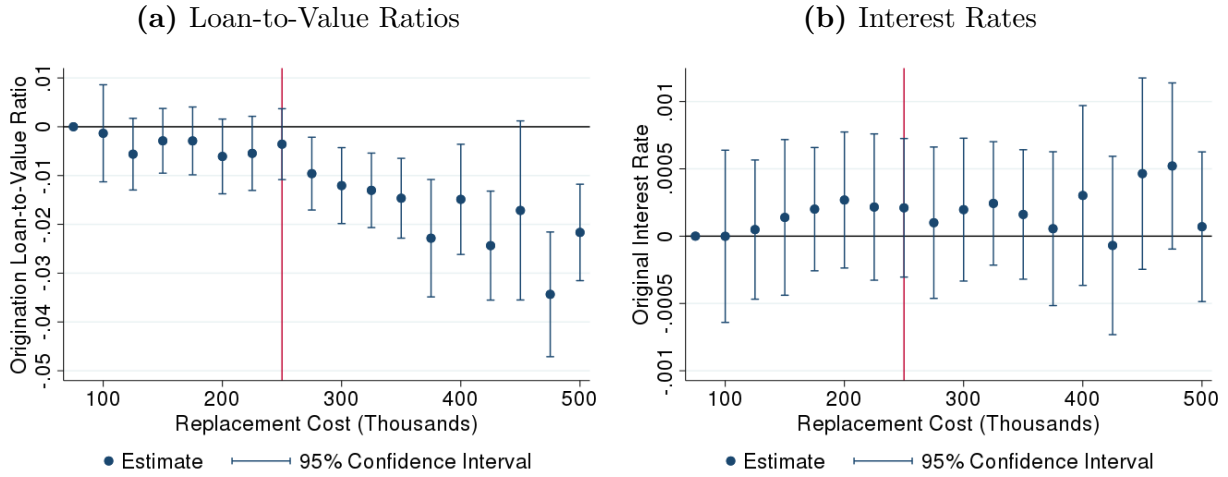 (a) Loan-to-Value Ratios
Origination Loan-to-Value Ratio
.01
0
-.01
-.02
-.03
-.04
-.05
100 200 300 400 500
Replacement Cost (Thousands)
Estimate 95% Confidence Interval
(b) Interest Rates
Original Interest Rate
.001
.0005
0
-.0005
-.001
100 200 300 400 500
Replacement Cost (Thousands)
Estimate 95% Confidence Interval